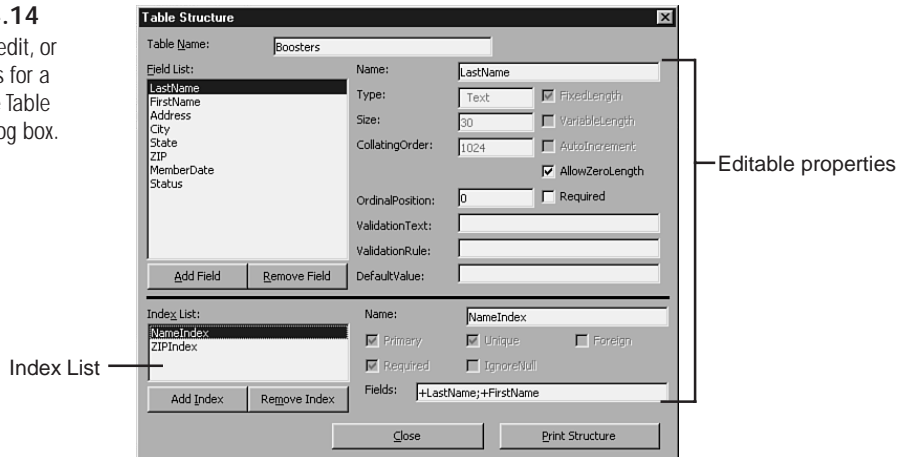 .14
edit, or
s for a
Table
og box.
Table Structure
Table Name:
Boosters
Field List:
LastName
FirstName
Address
City
State
ZIP
MemberDate
Status
Add Field
Remove Field
Name:
LastName
Type:
Text
FixedLength
Size:
30
VariableLength
CollatingOrder:
1024
AutoIncrement
AllowZeroLength
OrdinalPosition:
0
Required
ValidationText:
ValidationRule:
DefaultValue:
Editable properties
Index List:
NameIndex
ZIPIndex
Index List
Add Index
Remove Index
Name:
NameIndex
Primary
Unique
Foreign
Required
IgnoreNull
Fields:
+LastName;+FirstName
Close
Print Structure